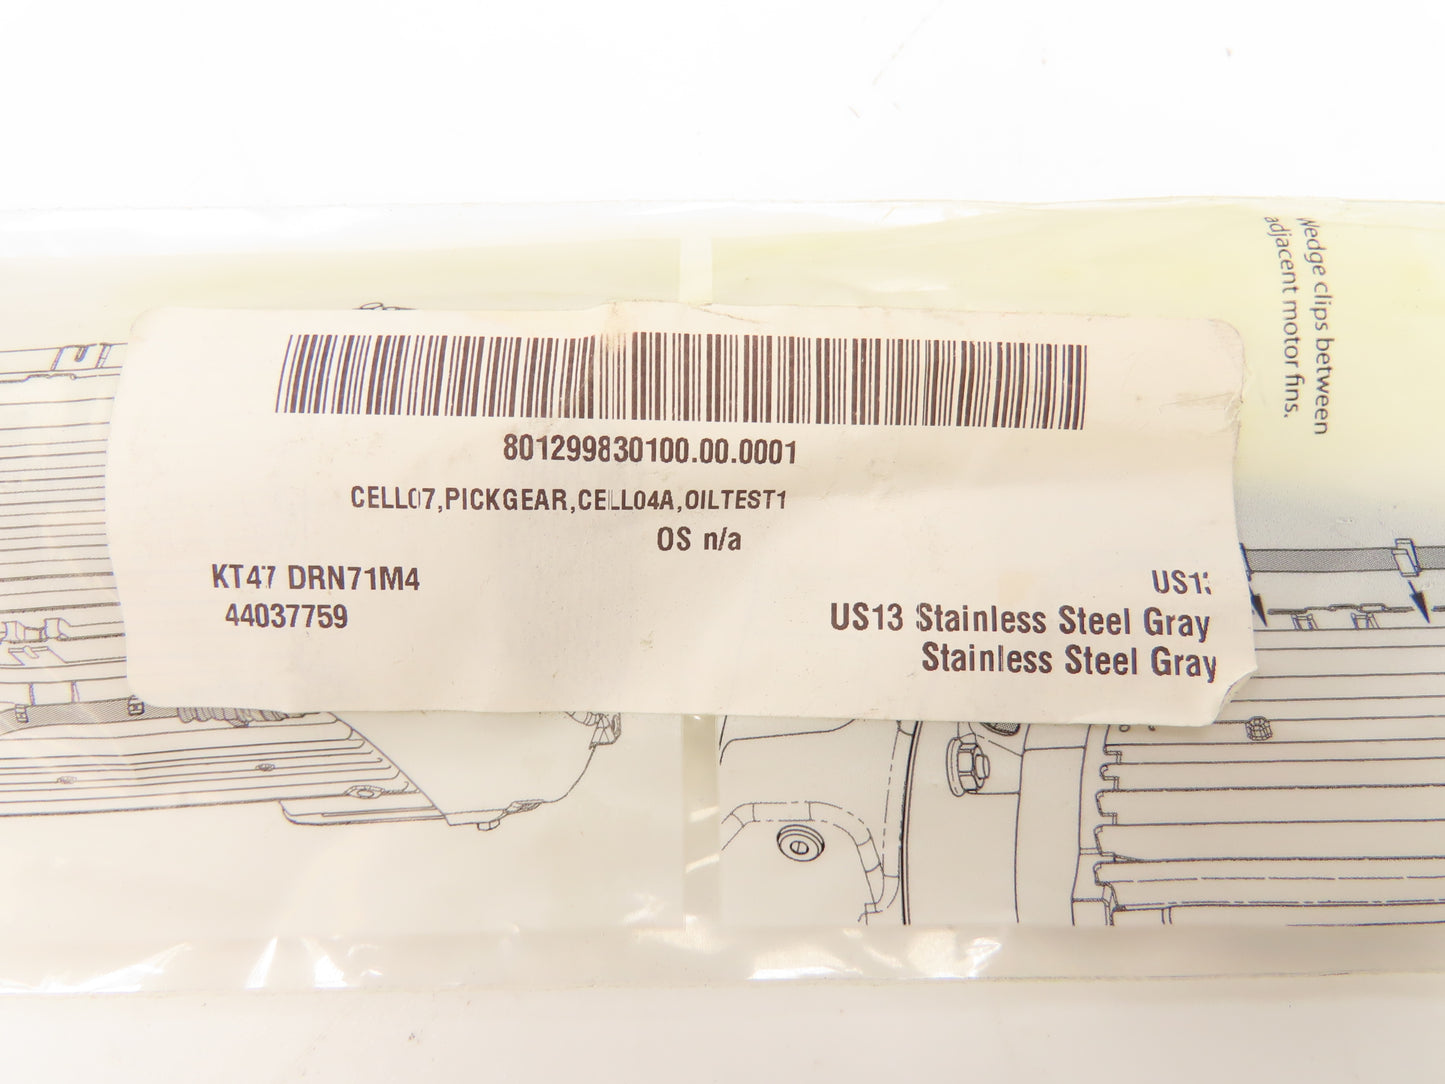 801299830100.00.0001
CELL07,PICKGEAR,CELL04A,OILTEST1
OS n/a
KT47 DRN71M4
44037759
US13
US13 Stainless Steel Gray
Stainless Steel Gray
Wedge clips between
adjacent motor fins.